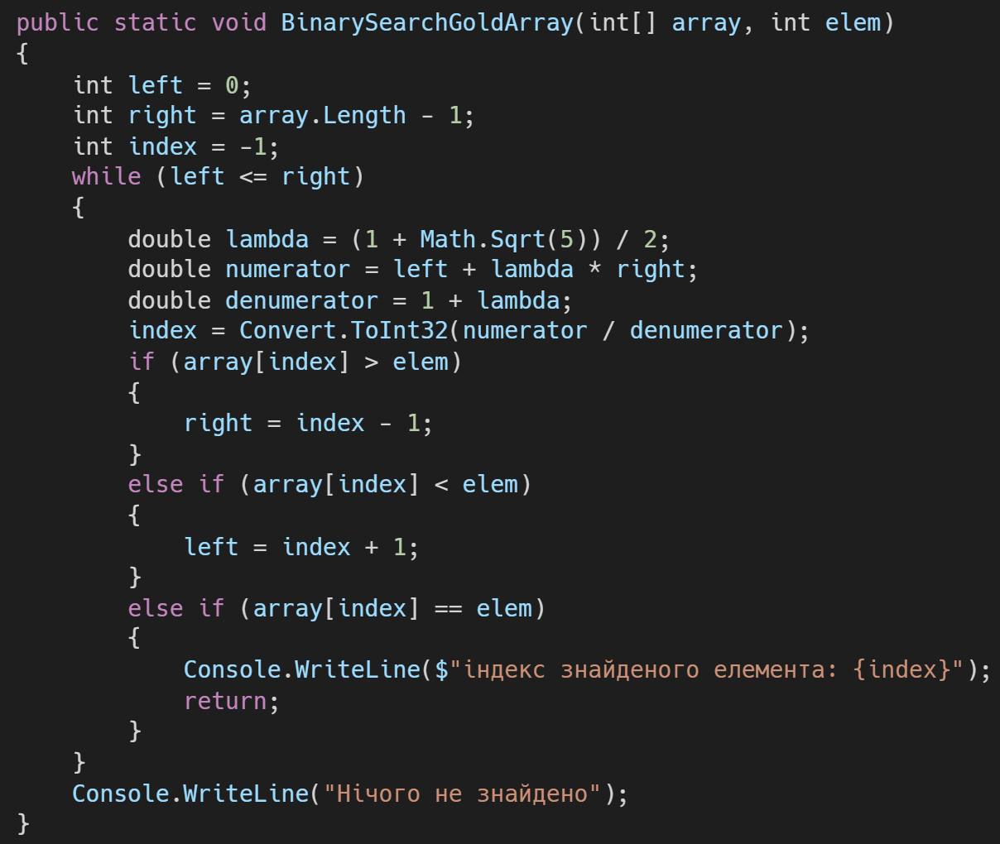 public static void BinarySearchGoldArray(int[] array, int elem)
{
    int left = 0;
    int right = array.Length - 1;
    int index = -1;
    while (left <= right)
    {
        double lambda = (1 + Math.Sqrt(5)) / 2;
        double numerator = left + lambda * right;
        double denumerator = 1 + lambda;
        index = Convert.ToInt32(numerator / denumerator);
        if (array[index] > elem)
        {
            right = index - 1;
        }
        else if (array[index] < elem)
        {
            left = index + 1;
        }
        else if (array[index] == elem)
        {
            Console.WriteLine($"індекс знайденого елемента: {index}");
            return;
        }
    }
    Console.WriteLine("Нічого не знайдено");
}